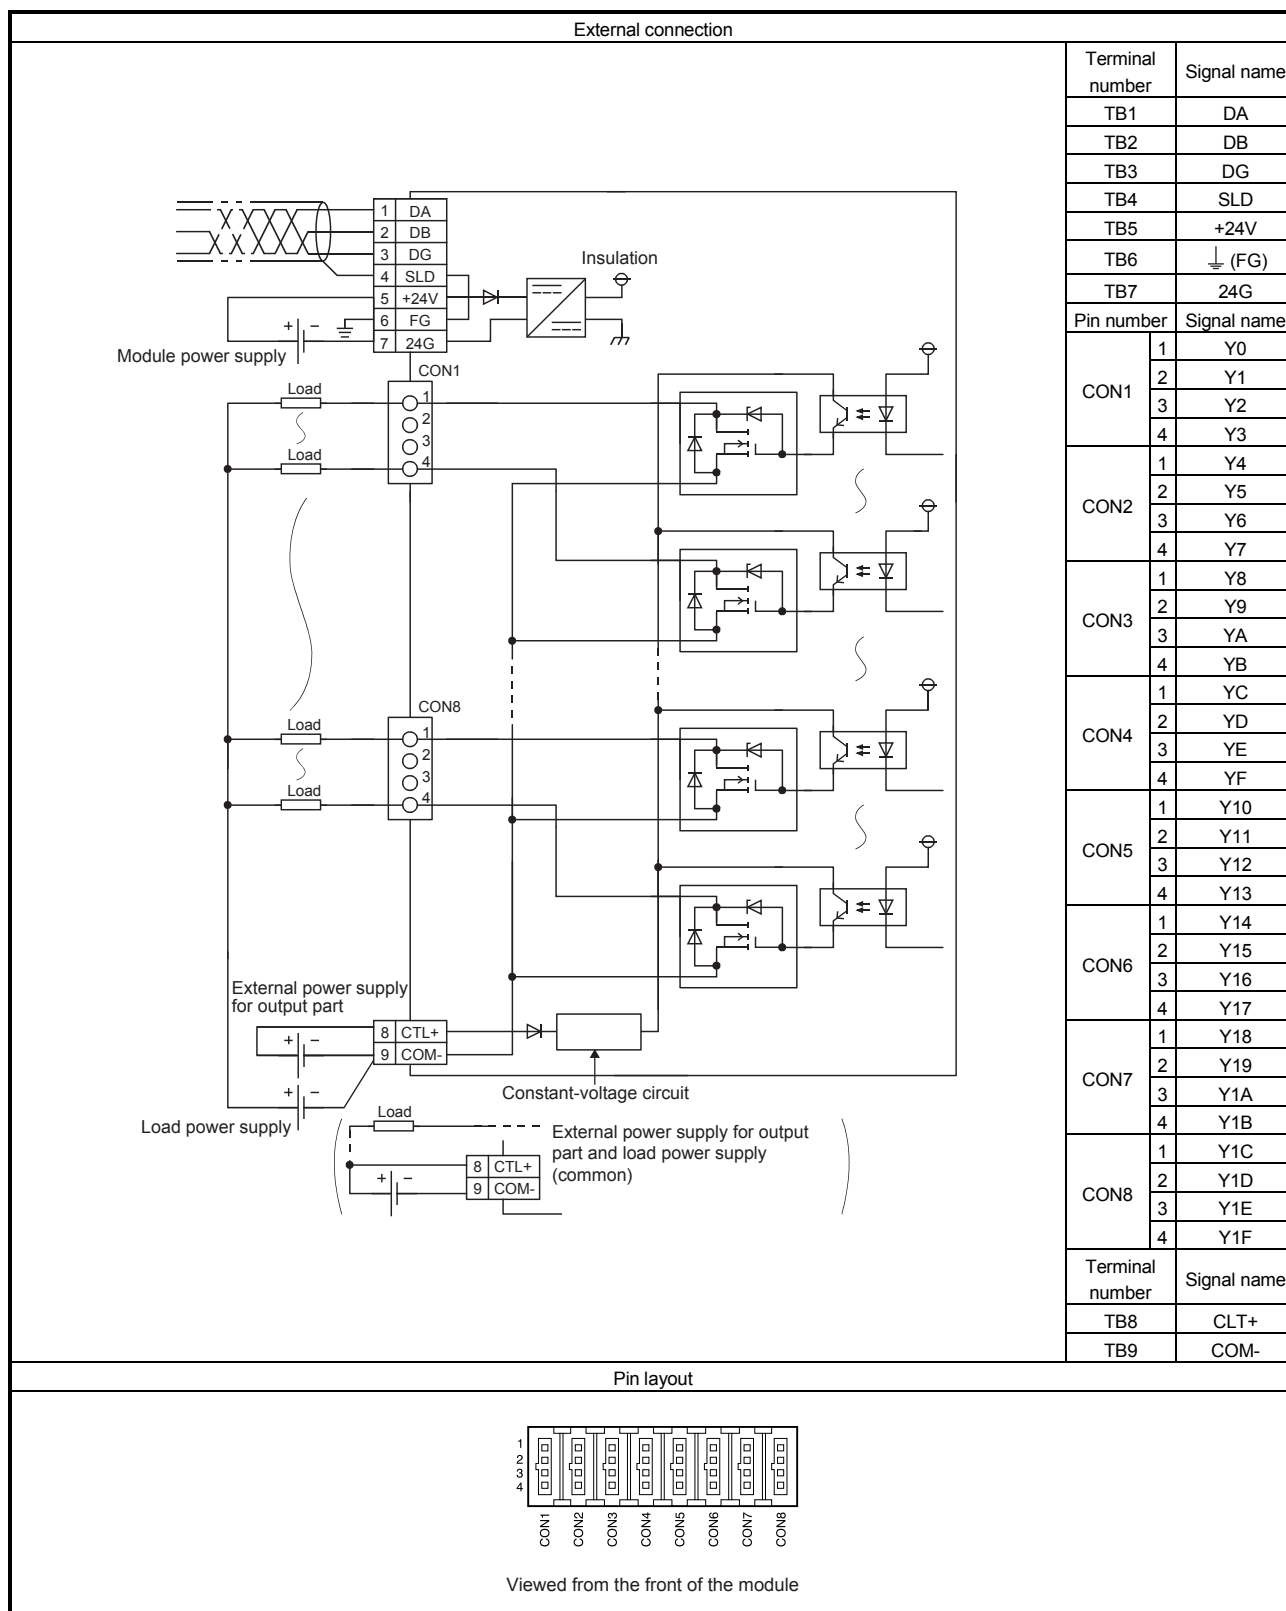 External connection
1 DA
2 DB
3 DG
4 SLD
5 +24V
6 FG
7 24G
Insulation
+ −
Module power supply
CON1
Load
1
2
3
4
Load
CON8
Load
1
2
3
4
Load
External power supply
for output part
+ −
8 CTL+
9 COM-
+ −
Load power supply
Constant-voltage circuit
Load
+ −
8 CTL+
9 COM-
External power supply for output
part and load power supply
(common)
Terminal
number Signal name
TB1 DA
TB2 DB
TB3 DG
TB4 SLD
TB5 +24V
TB6 (FG)
TB7 24G
Pin number Signal name
CON1
1 Y0
2 Y1
3 Y2
4 Y3
CON2
1 Y4
2 Y5
3 Y6
4 Y7
CON3
1 Y8
2 Y9
3 YA
4 YB
CON4
1 YC
2 YD
3 YE
4 YF
CON5
1 Y10
2 Y11
3 Y12
4 Y13
CON6
1 Y14
2 Y15
3 Y16
4 Y17
CON7
1 Y18
2 Y19
3 Y1A
4 Y1B
CON8
1 Y1C
2 Y1D
3 Y1E
4 Y1F
Terminal
number Signal name
TB8 CLT+
TB9 COM-
Pin layout
1
2
3
4
CON1
CON2
CON3
CON4
CON5
CON6
CON7
CON8
Viewed from the front of the module